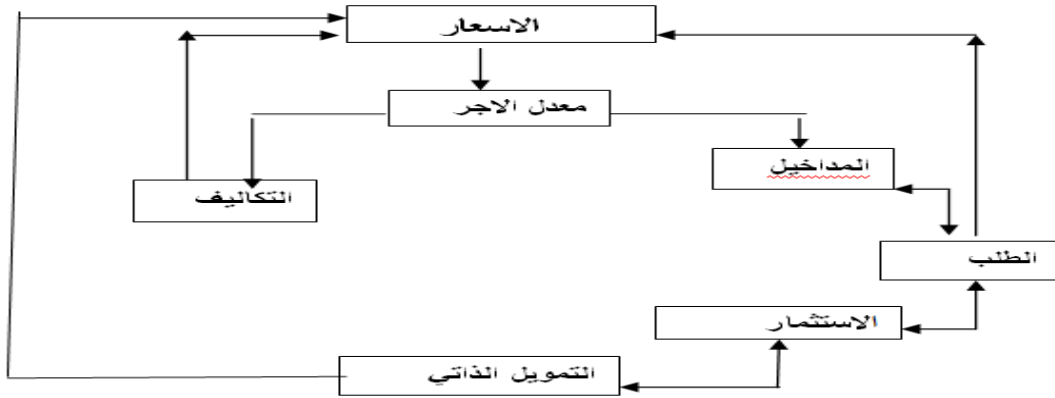 الاسعار
معدل الاجر
المداخيل
التكاليف
الطلب
الاستثمار
التمويل الذاتي